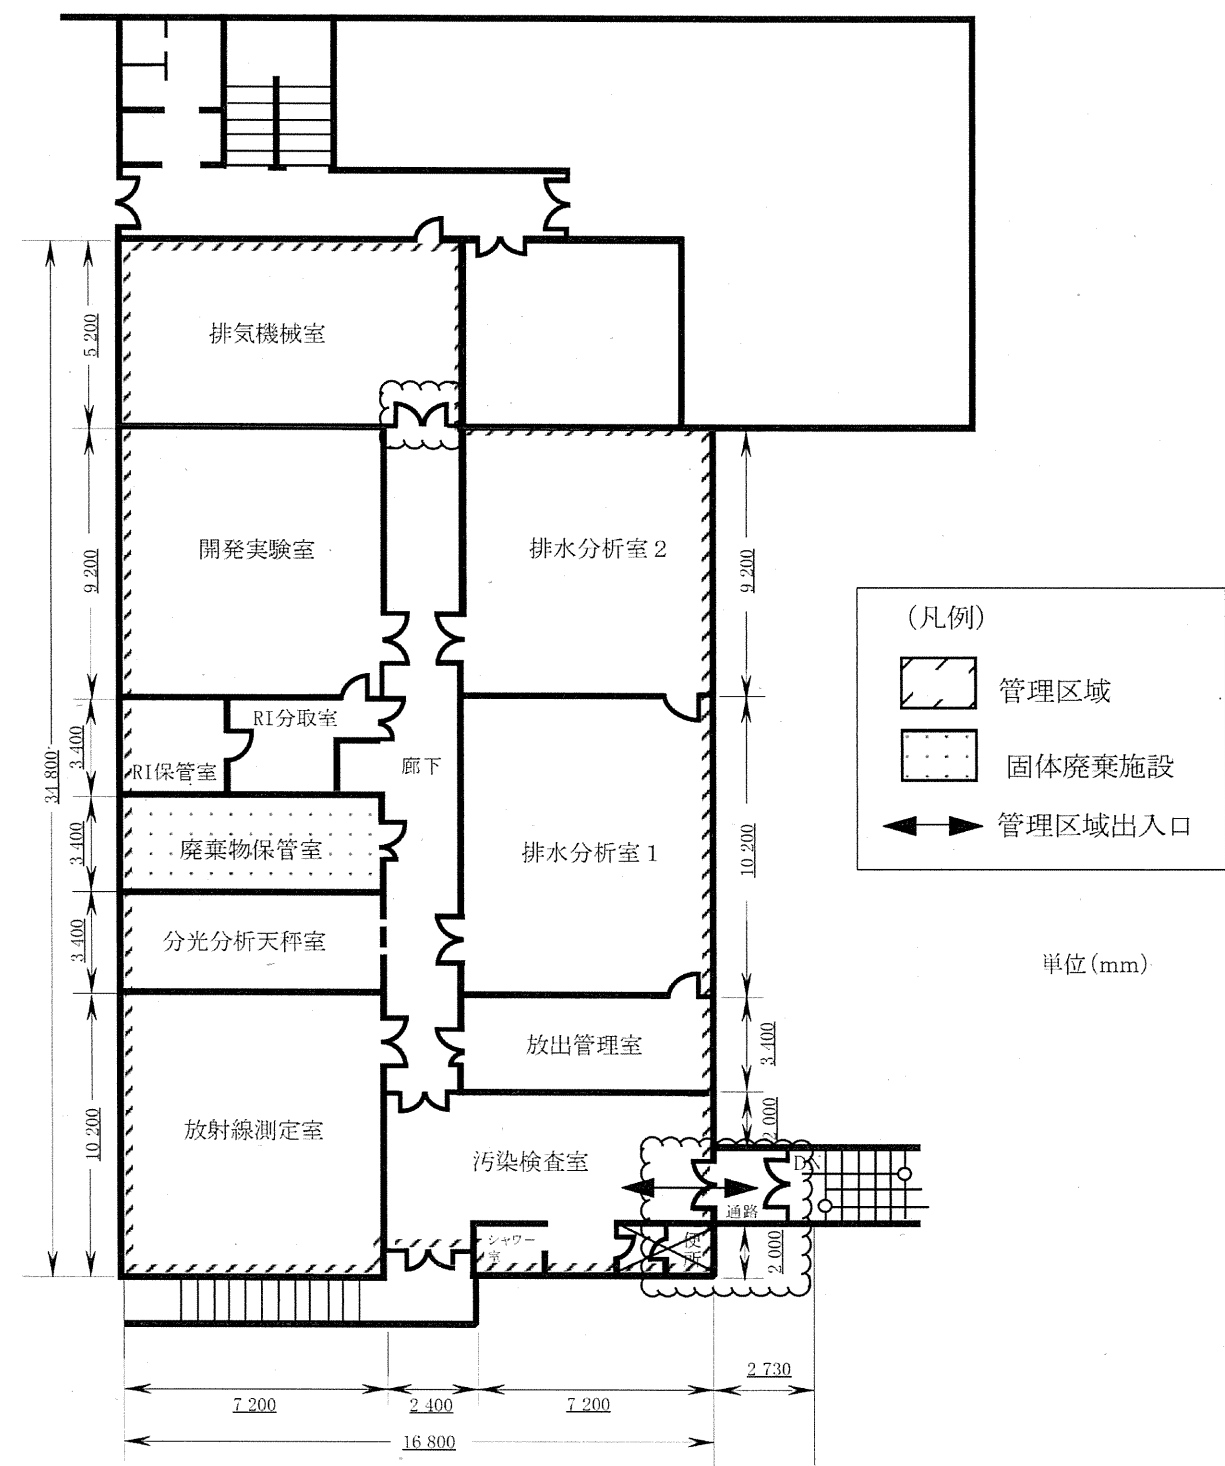 排気機械室
5 200
開発実験室
排水分析室２
9 200
9 200
(凡例)
管理区域
固体廃棄施設
管理区域出入口
RI分取室
RI保管室
3 400
34 800
廊下
廃棄物保管室
3 400
排水分析室１
10 200
分光分析天秤室
3 400
単位(mm)
放出管理室
3 400
放射線測定室
10 200
2 000
汚染検査室
DN
通路
シャワー
室
2 000
2 730
7 200
2 400
7 200
16 800